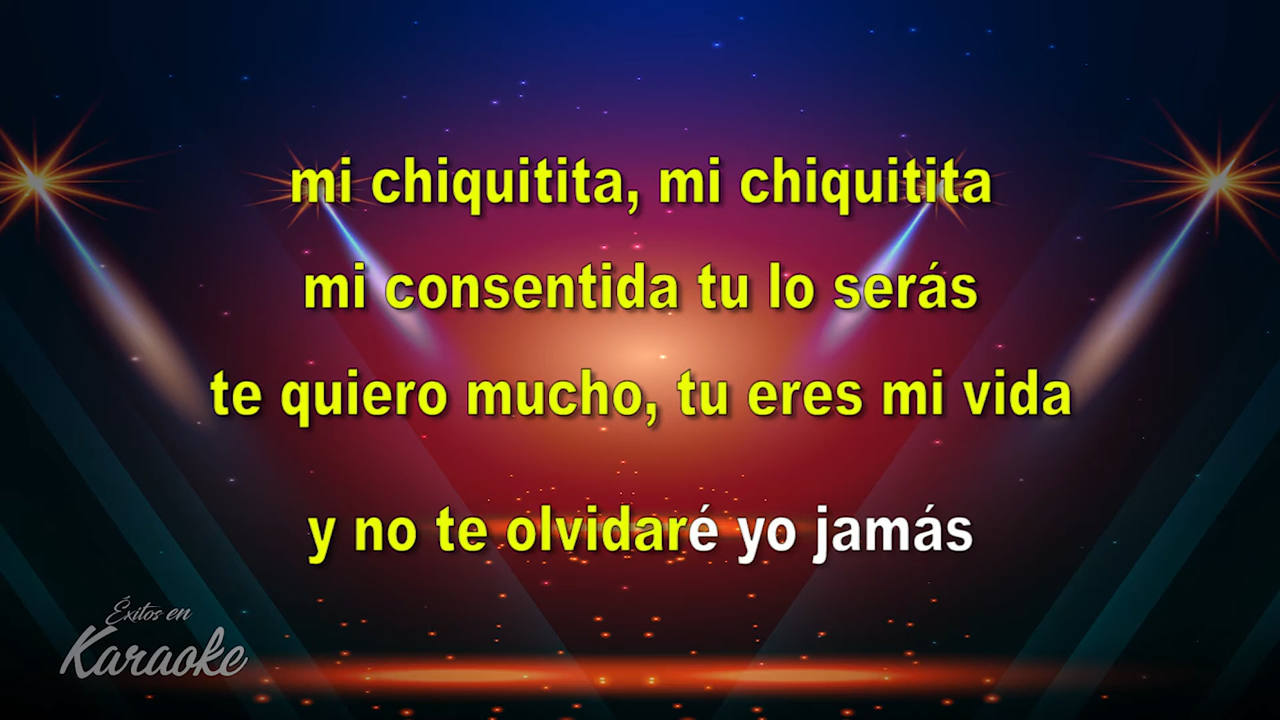 mi chiquitita, mi chiquitita
mi consentida tu lo serás
te quiero mucho, tu eres mi vida
y no te olvidaré yo jamás
Éxitos en
Karaoke